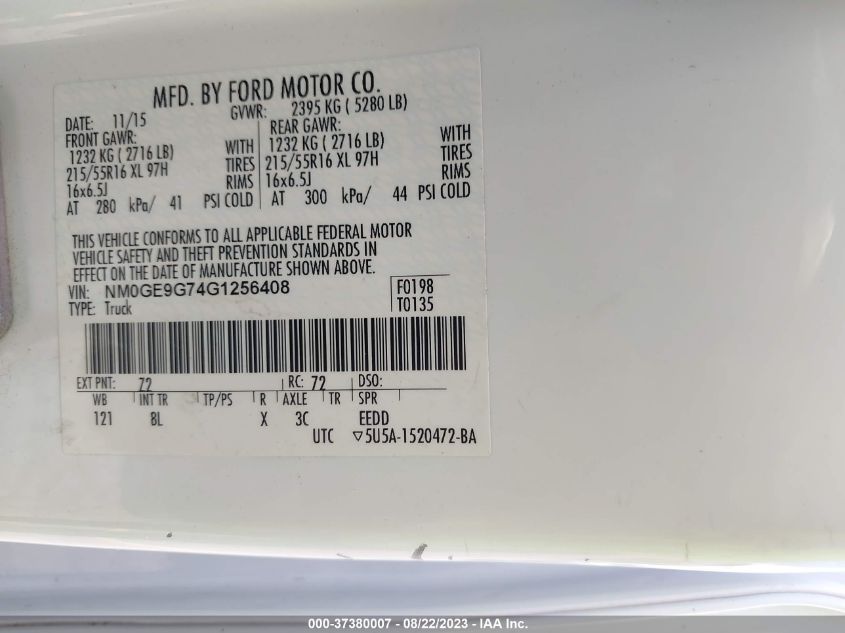 MFD. BY FORD MOTOR CO.
DATE: 11/15 GVWR: 2395 KG ( 5280 LB)
FRONT GAWR: REAR GAWR:
1232 KG ( 2716 LB) WITH 1232 KG ( 2716 LB) WITH
215/55R16 XL 97H TIRES 215/55R16 XL 97H TIRES
16x6.5J RIMS 16x6.5J RIMS
AT 280 kPa/ 41 PSI COLD AT 300 kPa/ 44 PSI COLD
THIS VEHICLE CONFORMS TO ALL APPLICABLE FEDERAL MOTOR
VEHICLE SAFETY AND THEFT PREVENTION STANDARDS IN
EFFECT ON THE DATE OF MANUFACTURE SHOWN ABOVE.
VIN: NM0GE9G74G1256408 F0198
TYPE: Truck T0135
EXT PNT: 72 RC: 72 DSO:
WB INT TR TP/PS R AXLE TR SPR
121 8L X 3C EEDD
UTC ▽5U5A-1520472-BA
000-37380007 - 08/22/2023 - IAA Inc.